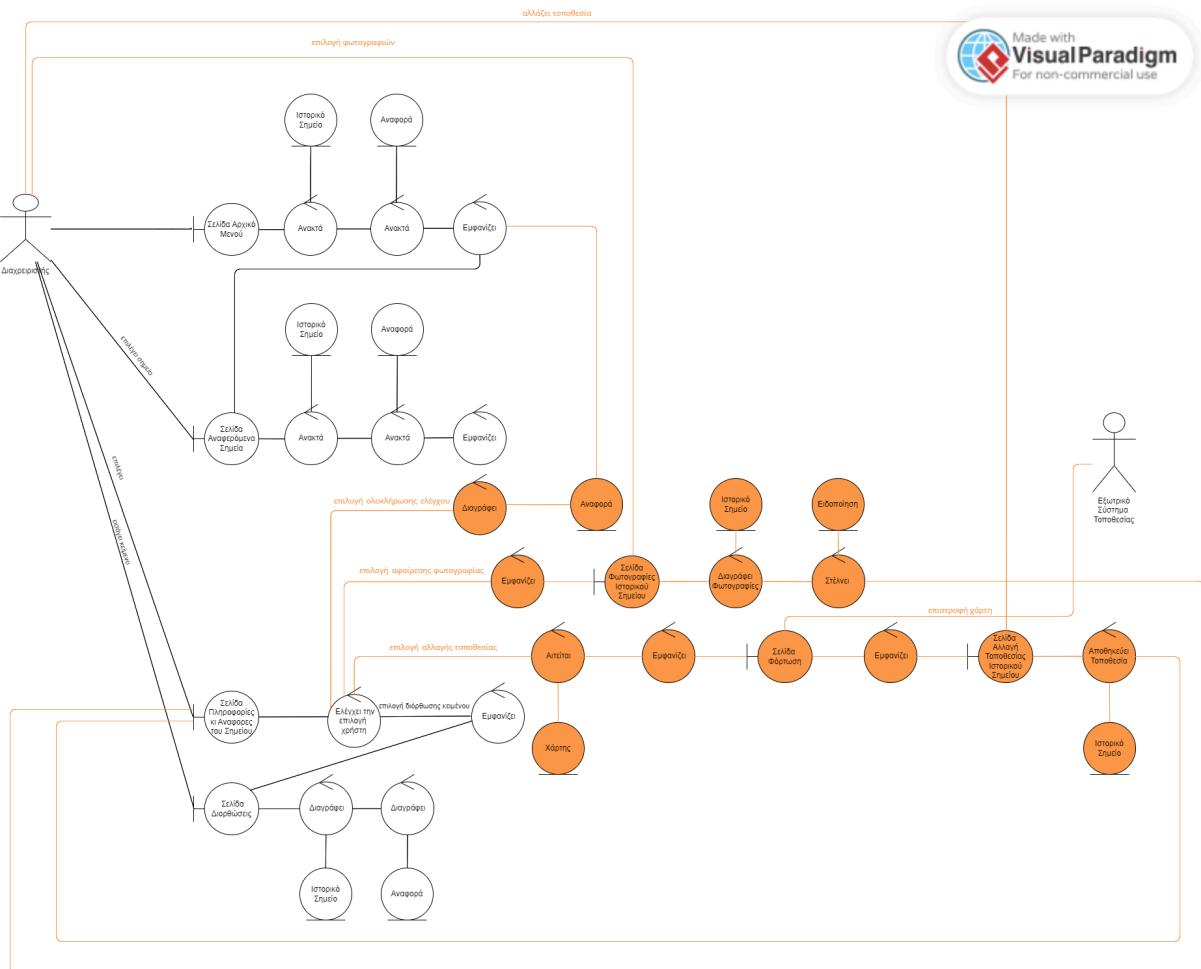 αλλάζει τοποθεσία
Made with
Visual Paradigm
For non-commercial use
επιλογή φωτογραφιών
Ιστορικό
Σημείο
Αναφορά
Σελίδα Αρχικό
Μενού
Ανακτά
Ανακτά
Εμφανίζει
Διαχειριστής
Ιστορικό
Σημείο
Αναφορά
επιλέγει σημείο
Σελίδα
Αναφερόμενα
Σημεία
Ανακτά
Ανακτά
Εμφανίζει
επιλέγει
εισάγει κείμενο
επιλογή ολοκλήρωσης ελέγχου
Διαγράφει
Αναφορά
Ιστορικό
Σημείο
Ειδοποίηση
Εξωτρικό
Σύστημα
Τοποθεσίας
επιλογή αφαίρεσης φωτογραφίας
Εμφανίζει
Σελίδα
Φωτογραφίες
Ιστορικού
Σημείου
Διαγράφει
Φωτογραφίες
Στέλνει
επιστροφή χάρτη
επιλογή αλλαγής τοποθεσίας
Αιτείται
Εμφανίζει
Σελίδα
Φόρτωση
Εμφανίζει
Σελίδα
Αλλαγή
Τοποθεσίας
Ιστορικού
Σημείου
Αποθηκεύει
Τοποθεσία
Σελίδα
Πληροφορίες
κι Αναφορες
του Σημείου
Ελέγχει την
επιλογή
χρήστη
επιλογή διόρθωσης κειμένου
Εμφανίζει
Χάρτης
Ιστορικό
Σημείο
Σελίδα
Διορθώσεις
Διαγράφει
Διαγράφει
Ιστορικό
Σημείο
Αναφορά